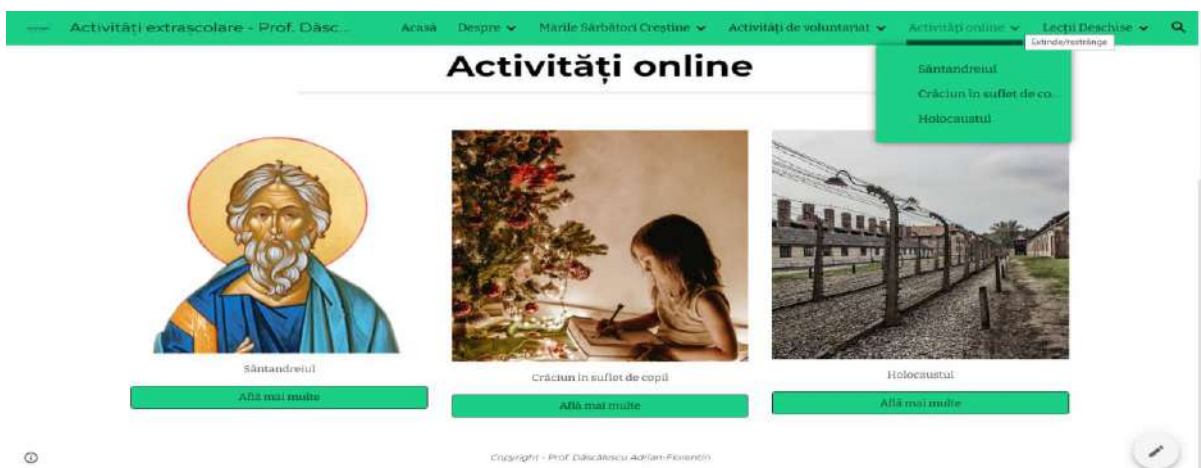 Activități extrașcolare - Prof. Dăsc...
Acasă
Despre
Marile Sărbători Creștine
Activități de voluntariat
Activități online
Lecții Deschise
Extinde/restrânge
Activități online
Sântandreiul
Crăciun în suflet de co...
Holocaustul
Sântandreiul
Crăciun în suflet de copil
Holocaustul
Află mai multe
Află mai multe
Află mai multe
Copyright - Prof. Dăscălescu Adrian-Florentin